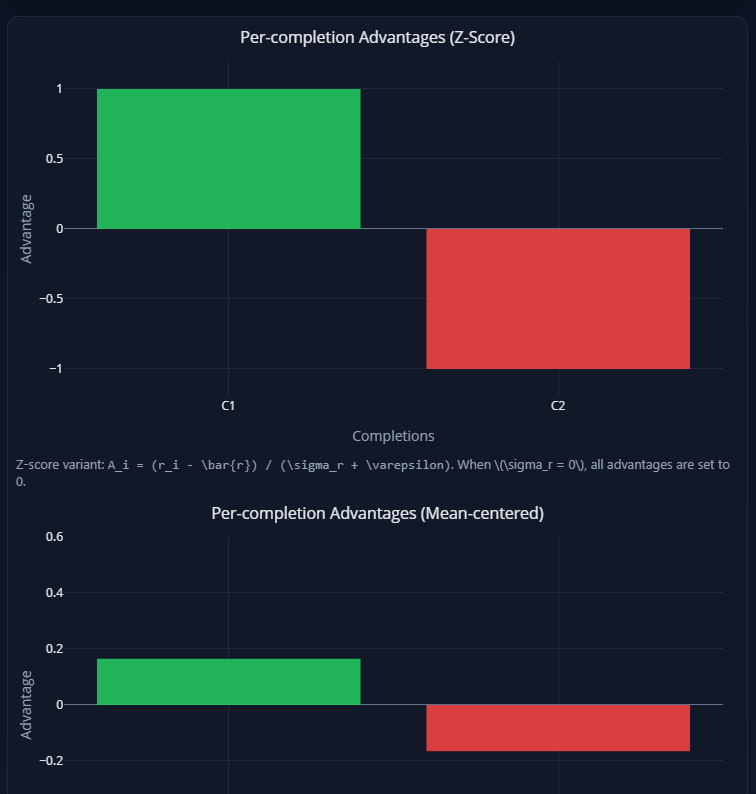 Per-completion Advantages (Z-Score)
1
0.5
0
−0.5
−1
Advantage
C1
C2
Completions
Z-score variant: A_i = (r_i - \bar{r}) / (\sigma_r + \varepsilon). When \(\sigma_r = 0\), all advantages are set to
0.
Per-completion Advantages (Mean-centered)
0.6
0.4
0.2
0
−0.2
Advantage